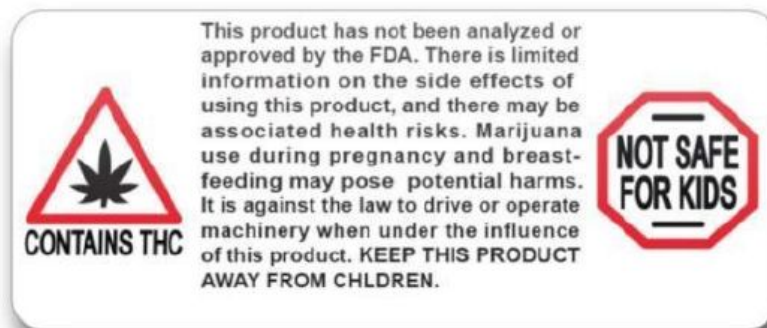 This product has not been analyzed or
approved by the FDA. There is limited
information on the side effects of
using this product, and there may be
associated health risks. Marijuana
use during pregnancy and breast-
feeding may pose potential harms.
It is against the law to drive or operate
machinery when under the influence
of this product. KEEP THIS PRODUCT
AWAY FROM CHLDREN.
CONTAINS THC
NOT SAFE
FOR KIDS